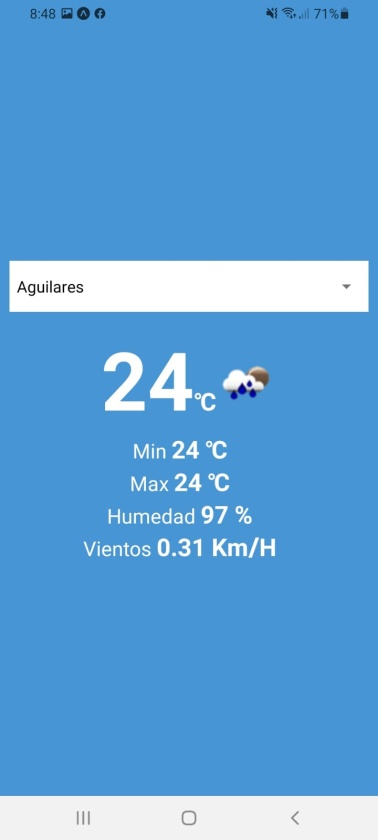 8:48 71%
Aguilares
24°C
Min 24 °C
Max 24 °C
Humedad 97 %
Vientos 0.31 Km/H